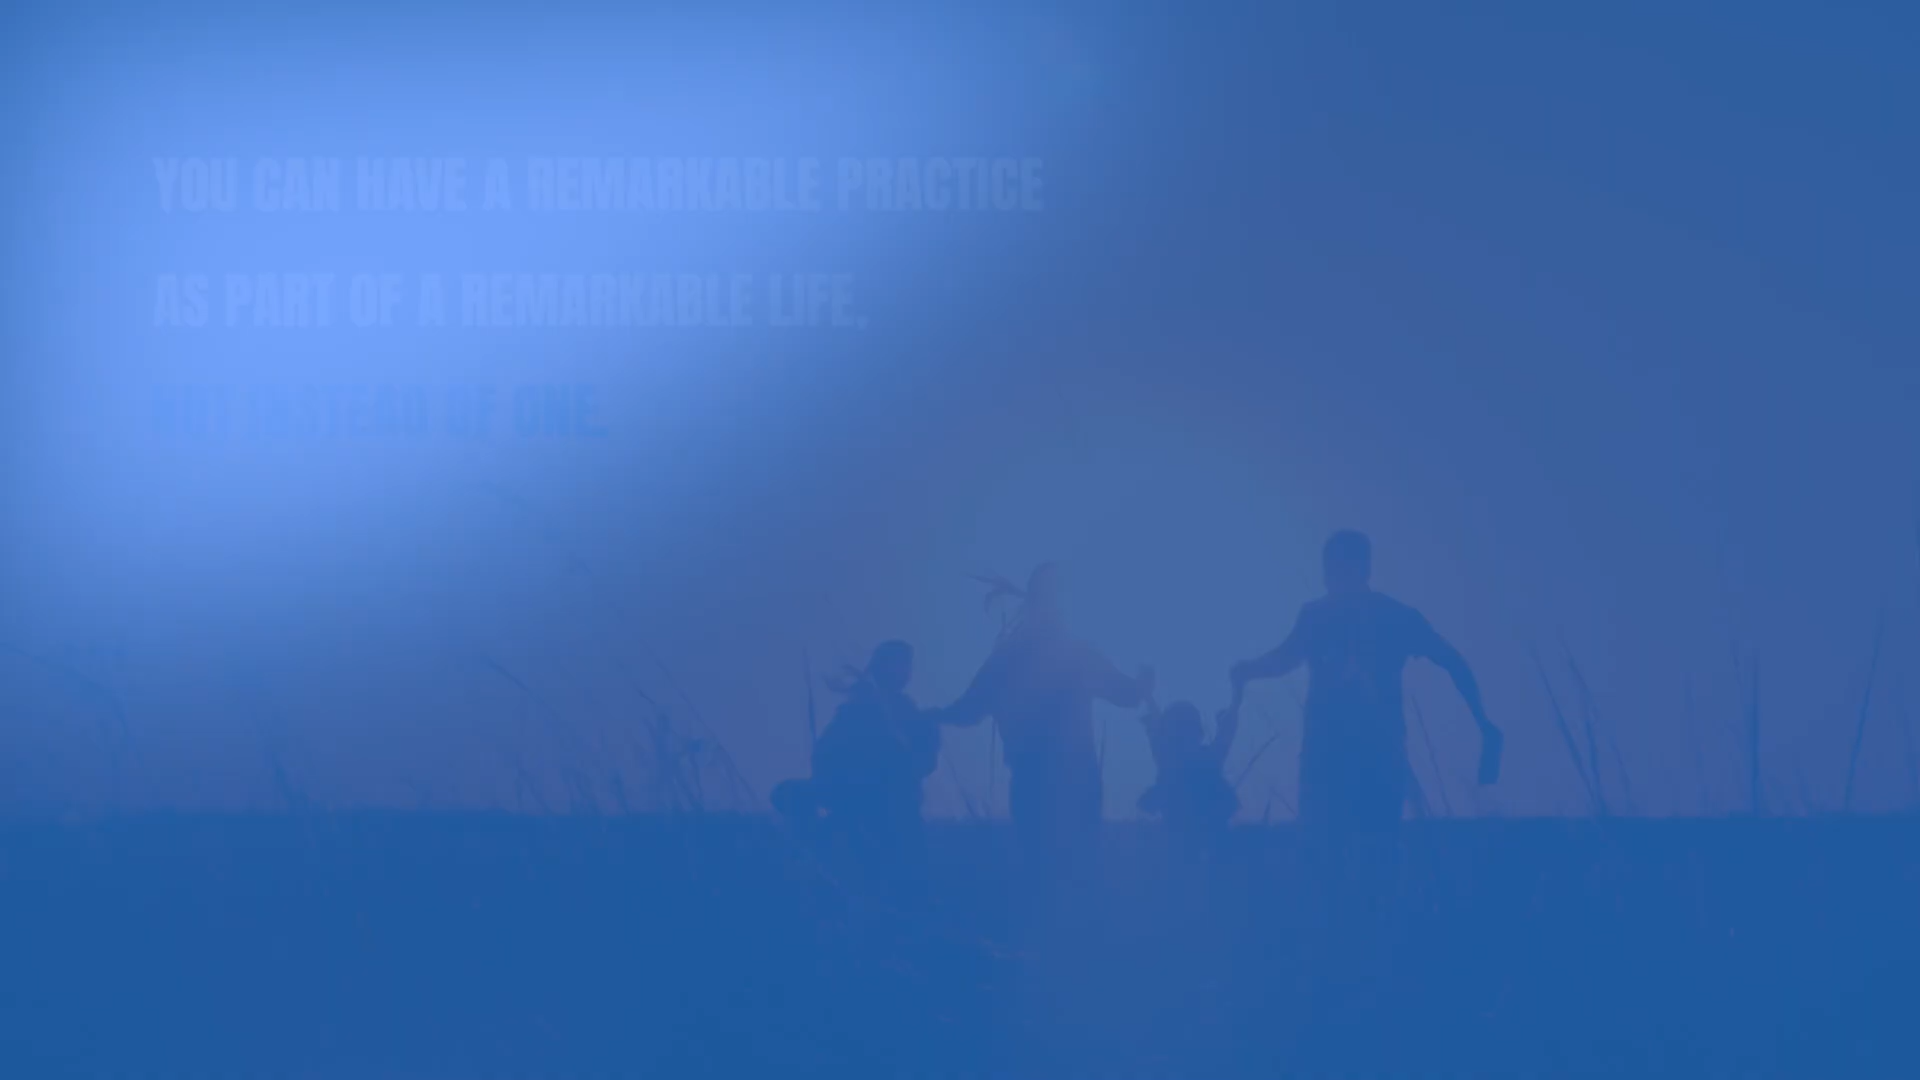 YOU CAN HAVE A REMARKABLE PRACTICE
AS PART OF A REMARKABLE LIFE,
NOT INSTEAD OF ONE.